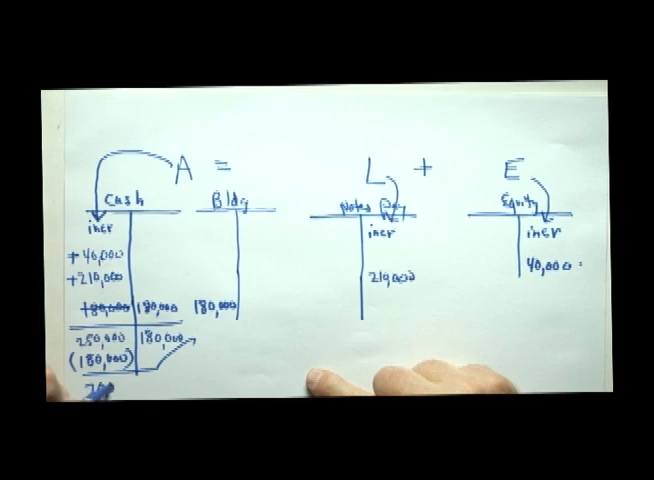 A = L + E
Cash Bldg Notes Pay Equity
incr incr incr
+40,000 40,000
+210,000 210,000
180,000 180,000 180,000
250,000 180,000
(180,000)